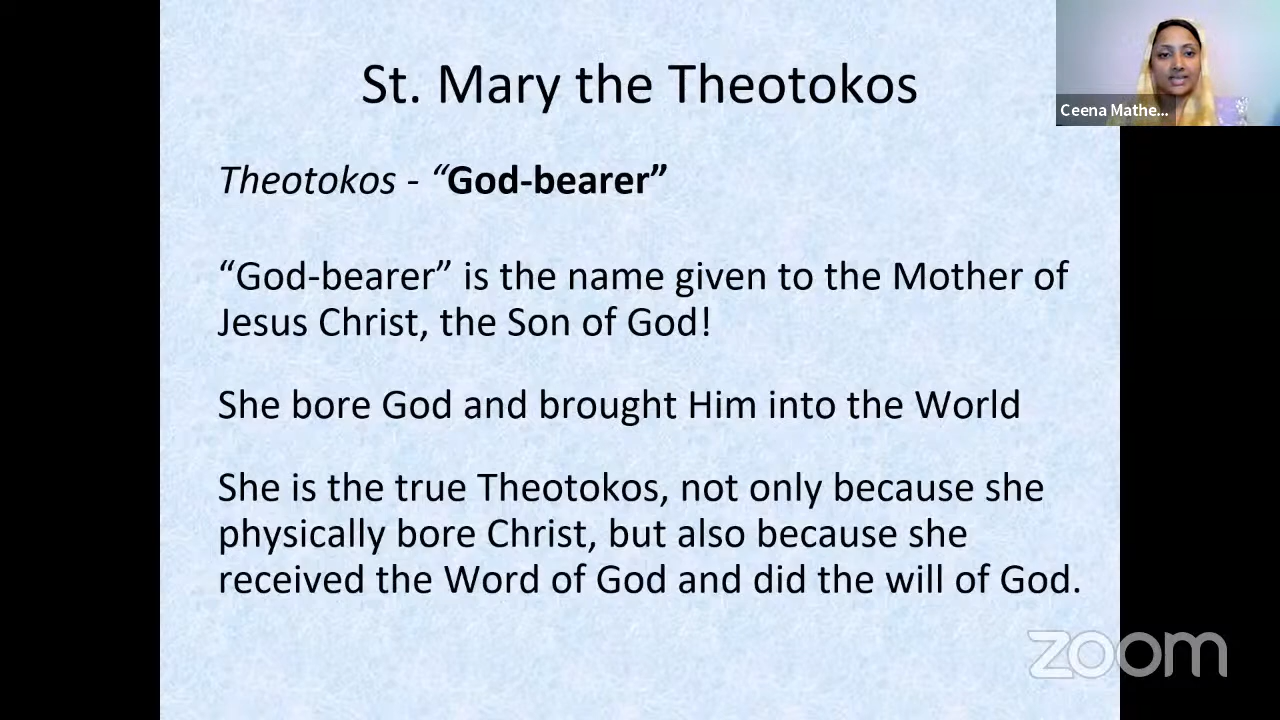 St. Mary the Theotokos
Ceena Mathe...
Theotokos - “God-bearer”
“God-bearer” is the name given to the Mother of
Jesus Christ, the Son of God!
She bore God and brought Him into the World
She is the true Theotokos, not only because she
physically bore Christ, but also because she
received the Word of God and did the will of God.
zoom